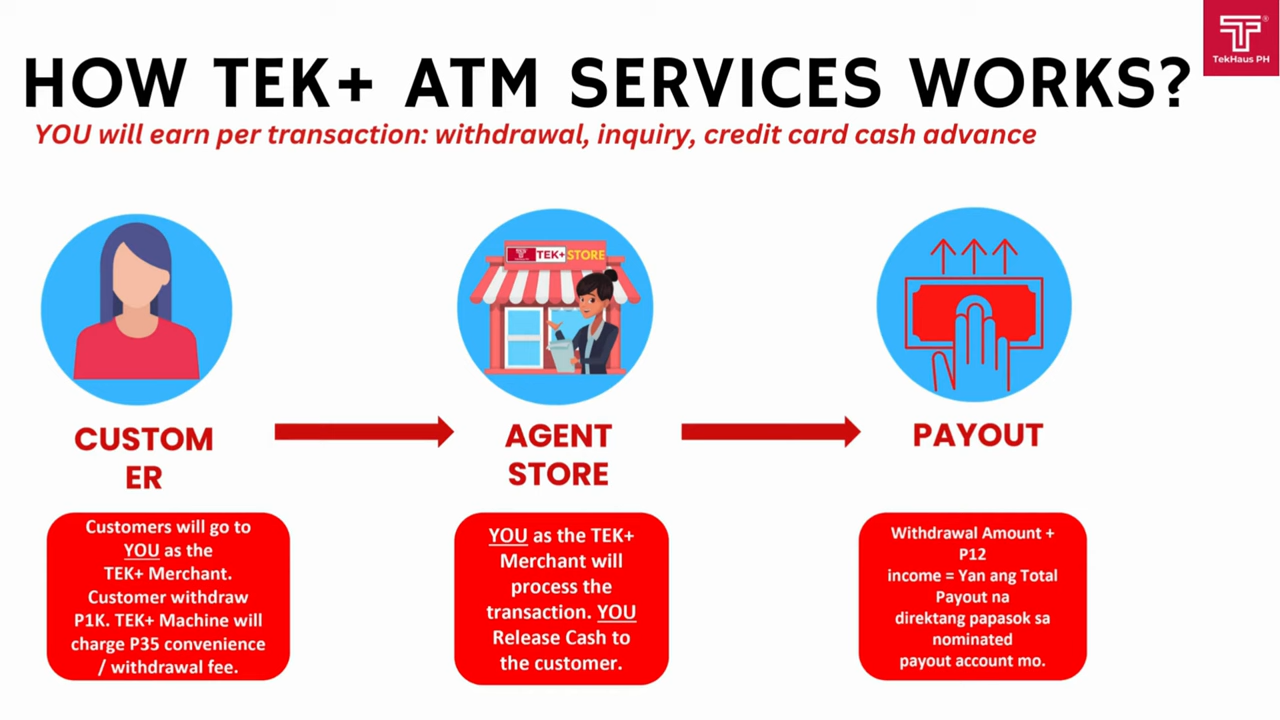 TekHaus PH
HOW TEK+ ATM SERVICES WORKS?
YOU will earn per transaction: withdrawal, inquiry, credit card cash advance
TEK+ STORE
CUSTOM
ER
AGENT
STORE
PAYOUT
Customers will go to
YOU as the
TEK+ Merchant.
Customer withdraw
P1K. TEK+ Machine will
charge P35 convenience
/ withdrawal fee.
YOU as the TEK+
Merchant will
process the
transaction. YOU
Release Cash to
the customer.
Withdrawal Amount +
P12
income = Yan ang Total
Payout na
direktang papasok sa
nominated
payout account mo.